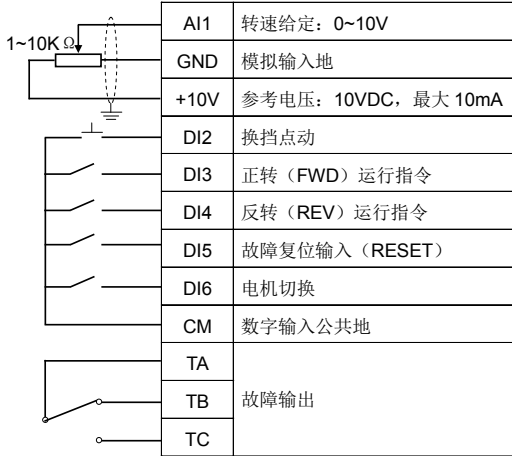 AI1 转速给定：0~10V
1~10KΩ
GND 模拟输入地
+10V 参考电压：10VDC，最大 10mA
DI2 换挡点动
DI3 正转（FWD）运行指令
DI4 反转（REV）运行指令
DI5 故障复位输入（RESET）
DI6 电机切换
CM 数字输入公共地
TA
TB 故障输出
TC